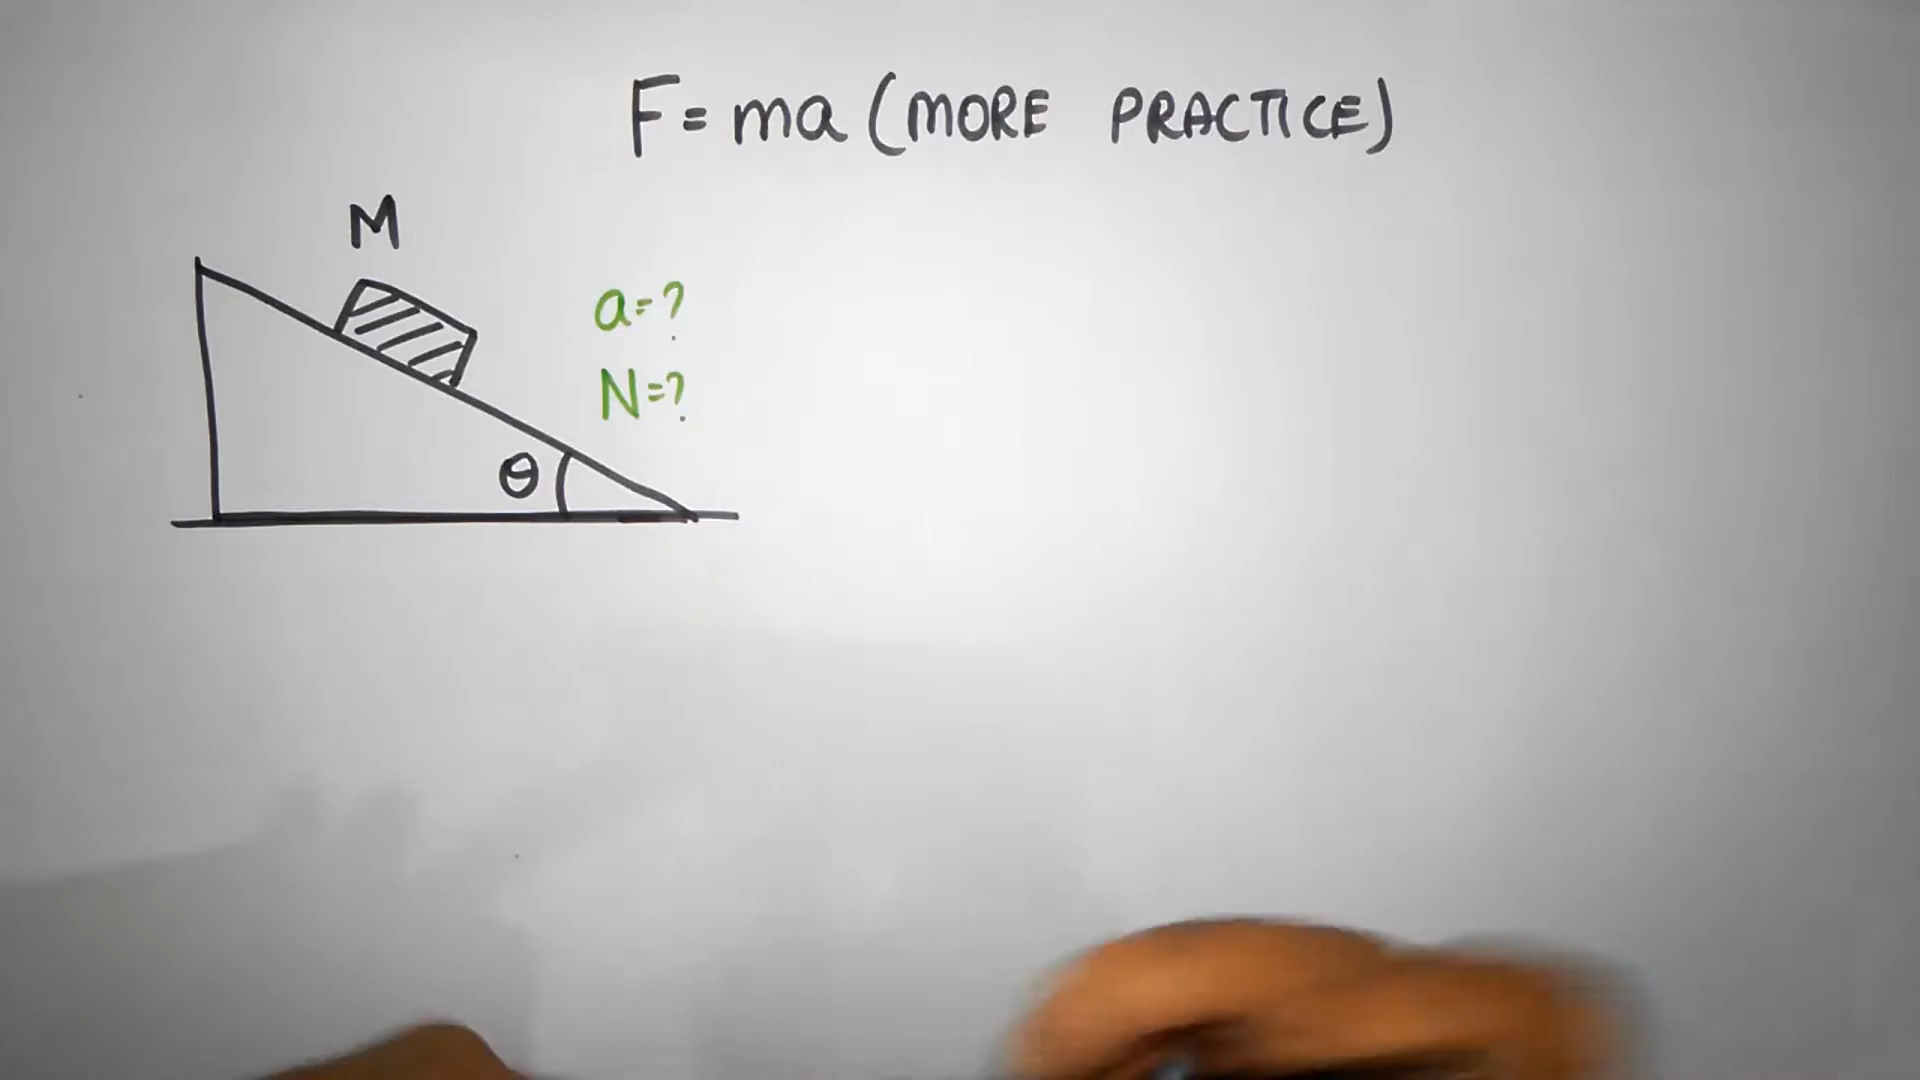 F = ma (MORE PRACTICE)
M
a = ?
N = ?
θ